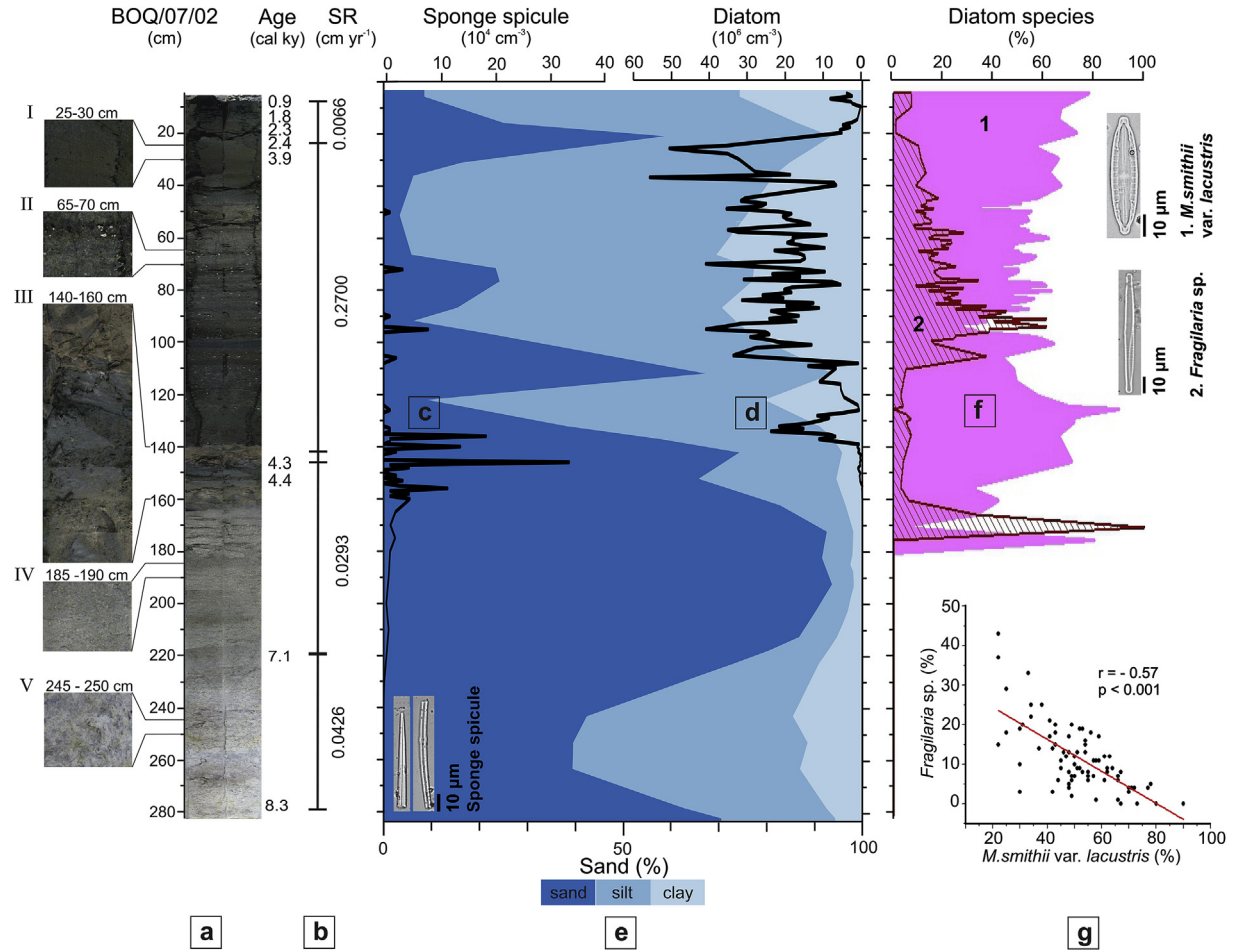 BOQ/07/02
(cm)
Age
(cal ky)
SR
(cm yr⁻¹)
Sponge spicule
(10⁴ cm⁻³)
Diatom
(10⁶ cm⁻³)
Diatom species
(%)
0 10 20 30 40 60 50 40 30 20 10 0
0 20 40 60 80 100
I 25-30 cm
II 65-70 cm
III 140-160 cm
IV 185 -190 cm
V 245 - 250 cm
20
40
60
80
100
120
140
160
180
200
220
240
260
280
0.9
1.8
2.3
2.4
3.9
4.3
4.4
7.1
8.3
0.0066
0.2700
0.0293
0.0426
c
d
f
1
2
10 µm
Sponge spicule
10 µm
1. M.smithii
var. lacustris
10 µm
2. Fragilaria sp.
0 50 100
Sand (%)
sand silt clay
Fragilaria sp. (%)
50
40
30
20
10
0
r = - 0.57
p < 0.001
20 40 60 80 100
M.smithii var. lacustris (%)
a
b
e
g